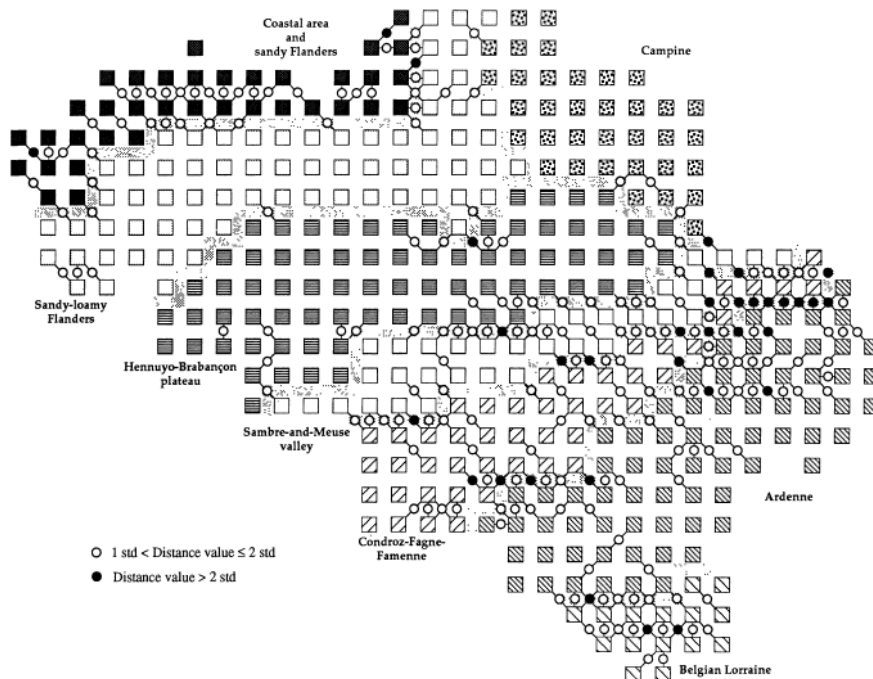 Coastal area
and
sandy Flanders
Campine
Sandy-loamy
Flanders
Hennuyo-Brabançon
plateau
Sambre-and-Meuse
valley
Ardenne
Condroz-Fagne-
Famenne
1 std < Distance value ≤ 2 std
Distance value > 2 std
Belgian Lorraine